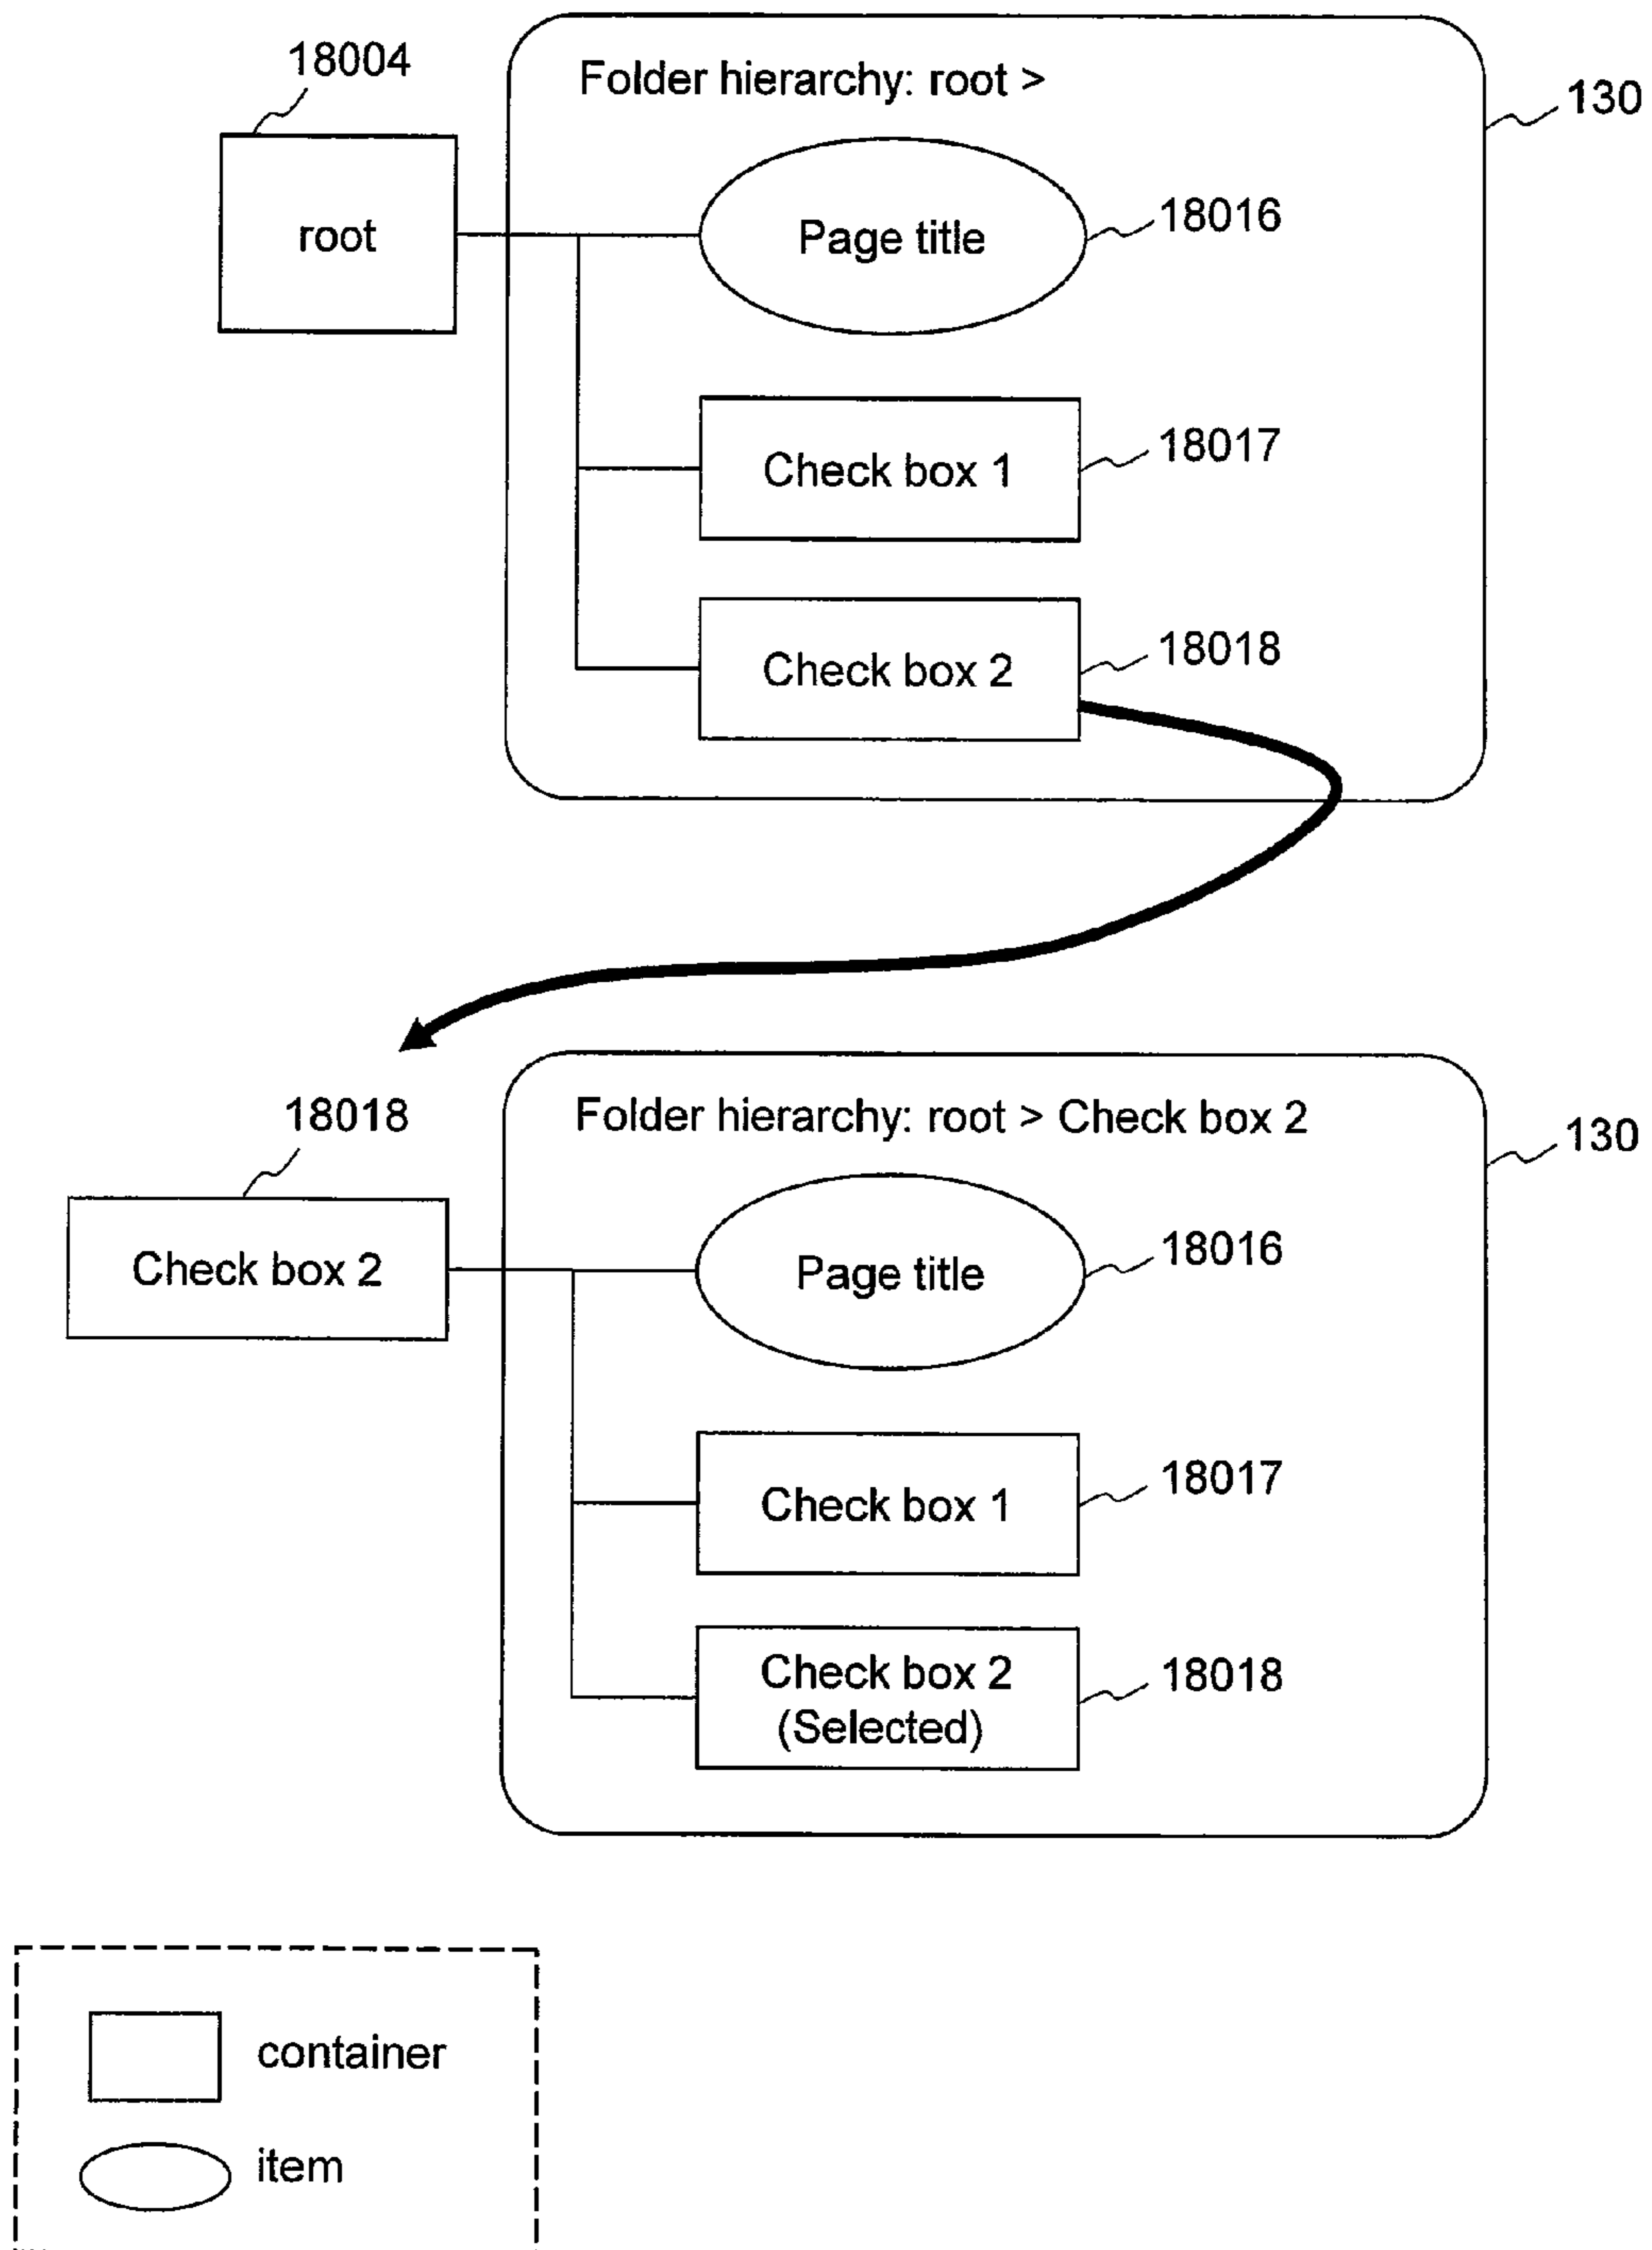 18004
Folder hierarchy: root >
130
root
Page title
18016
Check box 1
18017
Check box 2
18018
18018
Folder hierarchy: root > Check box 2
130
Check box 2
Page title
18016
Check box 1
18017
Check box 2
(Selected)
18018
container
item